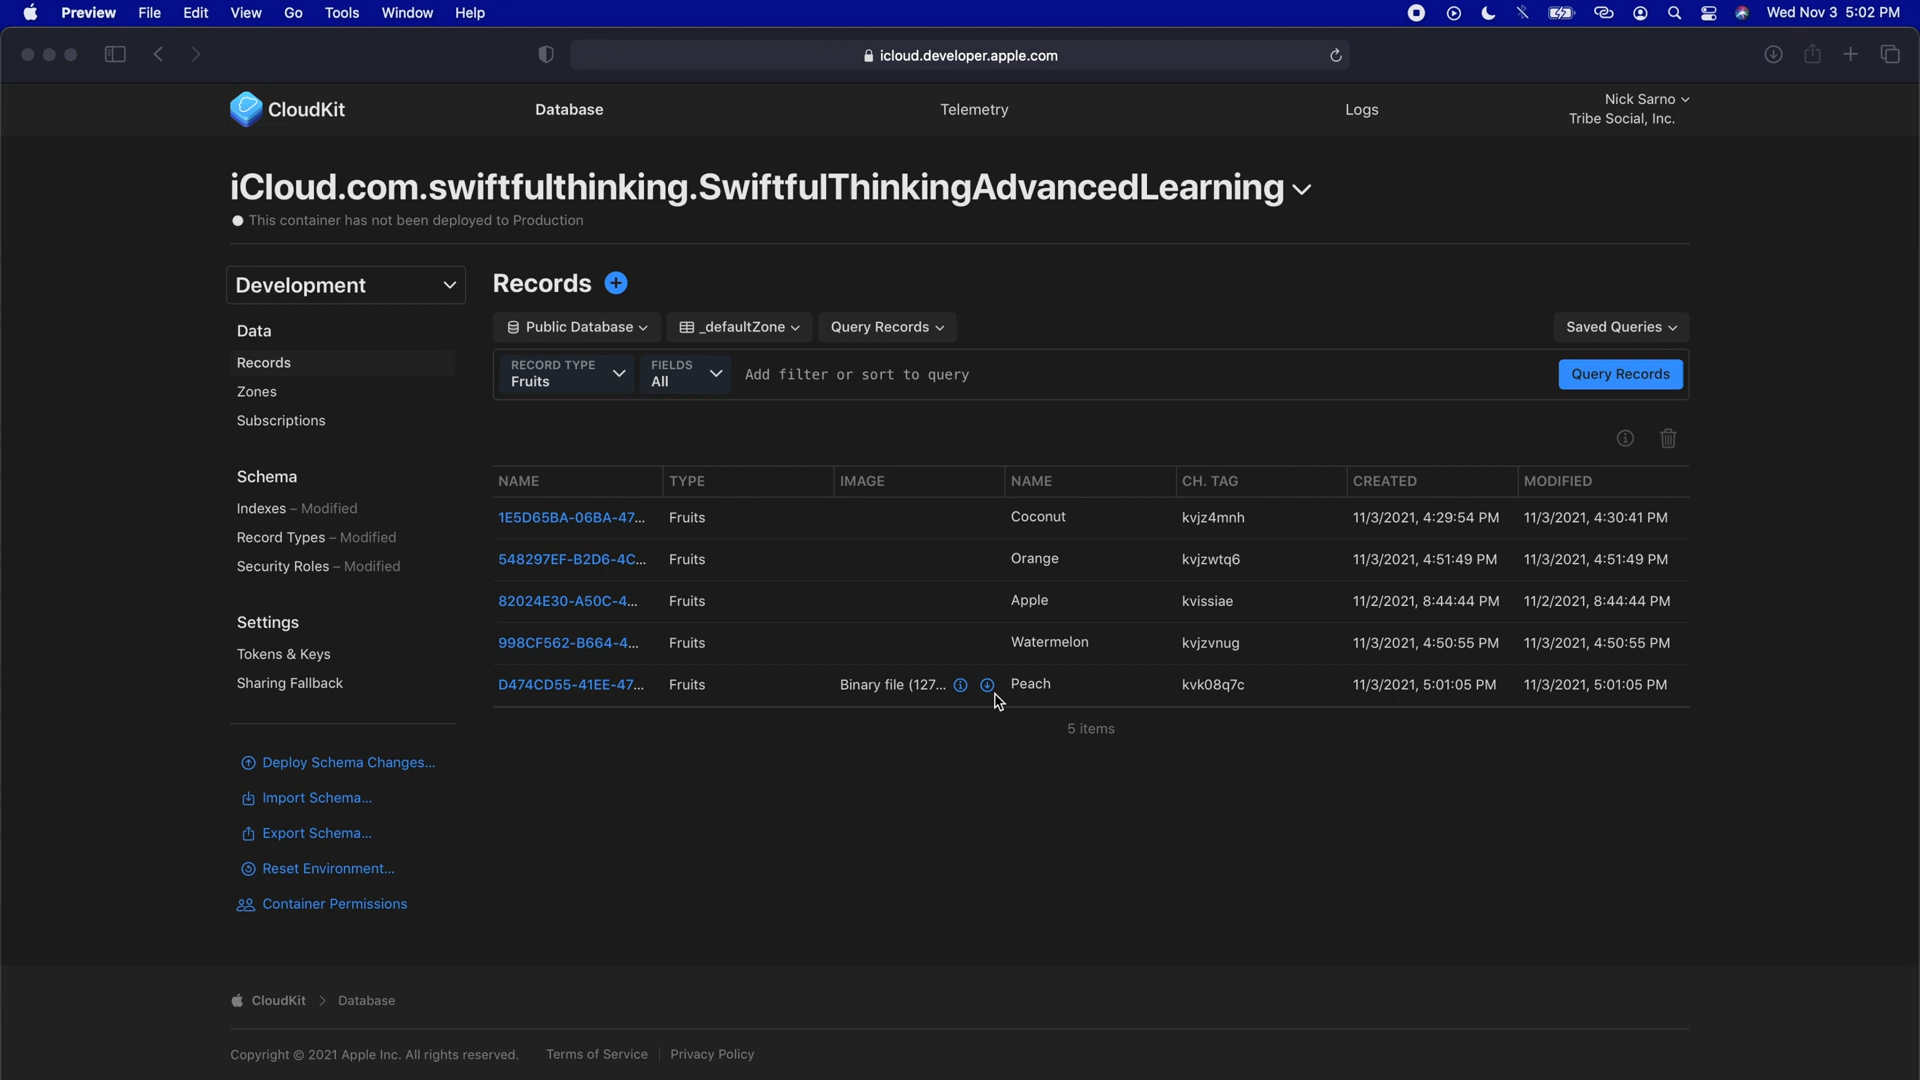 Preview File Edit View Go Tools Window Help
Wed Nov 3 5:02 PM
icloud.developer.apple.com
CloudKit Database Telemetry Logs
Nick Sarno
Tribe Social, Inc.
iCloud.com.swiftfulthinking.SwiftfulThinkingAdvancedLearning
This container has not been deployed to Production
Development
Data
Records
Zones
Subscriptions
Schema
Indexes – Modified
Record Types – Modified
Security Roles – Modified
Settings
Tokens & Keys
Sharing Fallback
Deploy Schema Changes...
Import Schema...
Export Schema...
Reset Environment...
Container Permissions
Records
Public Database _defaultZone Query Records Saved Queries
RECORD TYPE FIELDS
Fruits All Add filter or sort to query Query Records
NAME TYPE IMAGE NAME CH. TAG CREATED MODIFIED
1E5D65BA-06BA-47... Fruits Coconut kvjz4mnh 11/3/2021, 4:29:54 PM 11/3/2021, 4:30:41 PM
548297EF-B2D6-4C... Fruits Orange kvjzwtq6 11/3/2021, 4:51:49 PM 11/3/2021, 4:51:49 PM
82024E30-A50C-4... Fruits Apple kvissiae 11/2/2021, 8:44:44 PM 11/2/2021, 8:44:44 PM
998CF562-B664-4... Fruits Watermelon kvjzvnug 11/3/2021, 4:50:55 PM 11/3/2021, 4:50:55 PM
D474CD55-41EE-47... Fruits Binary file (127... Peach kvk08q7c 11/3/2021, 5:01:05 PM 11/3/2021, 5:01:05 PM
5 items
CloudKit > Database
Copyright © 2021 Apple Inc. All rights reserved. Terms of Service | Privacy Policy